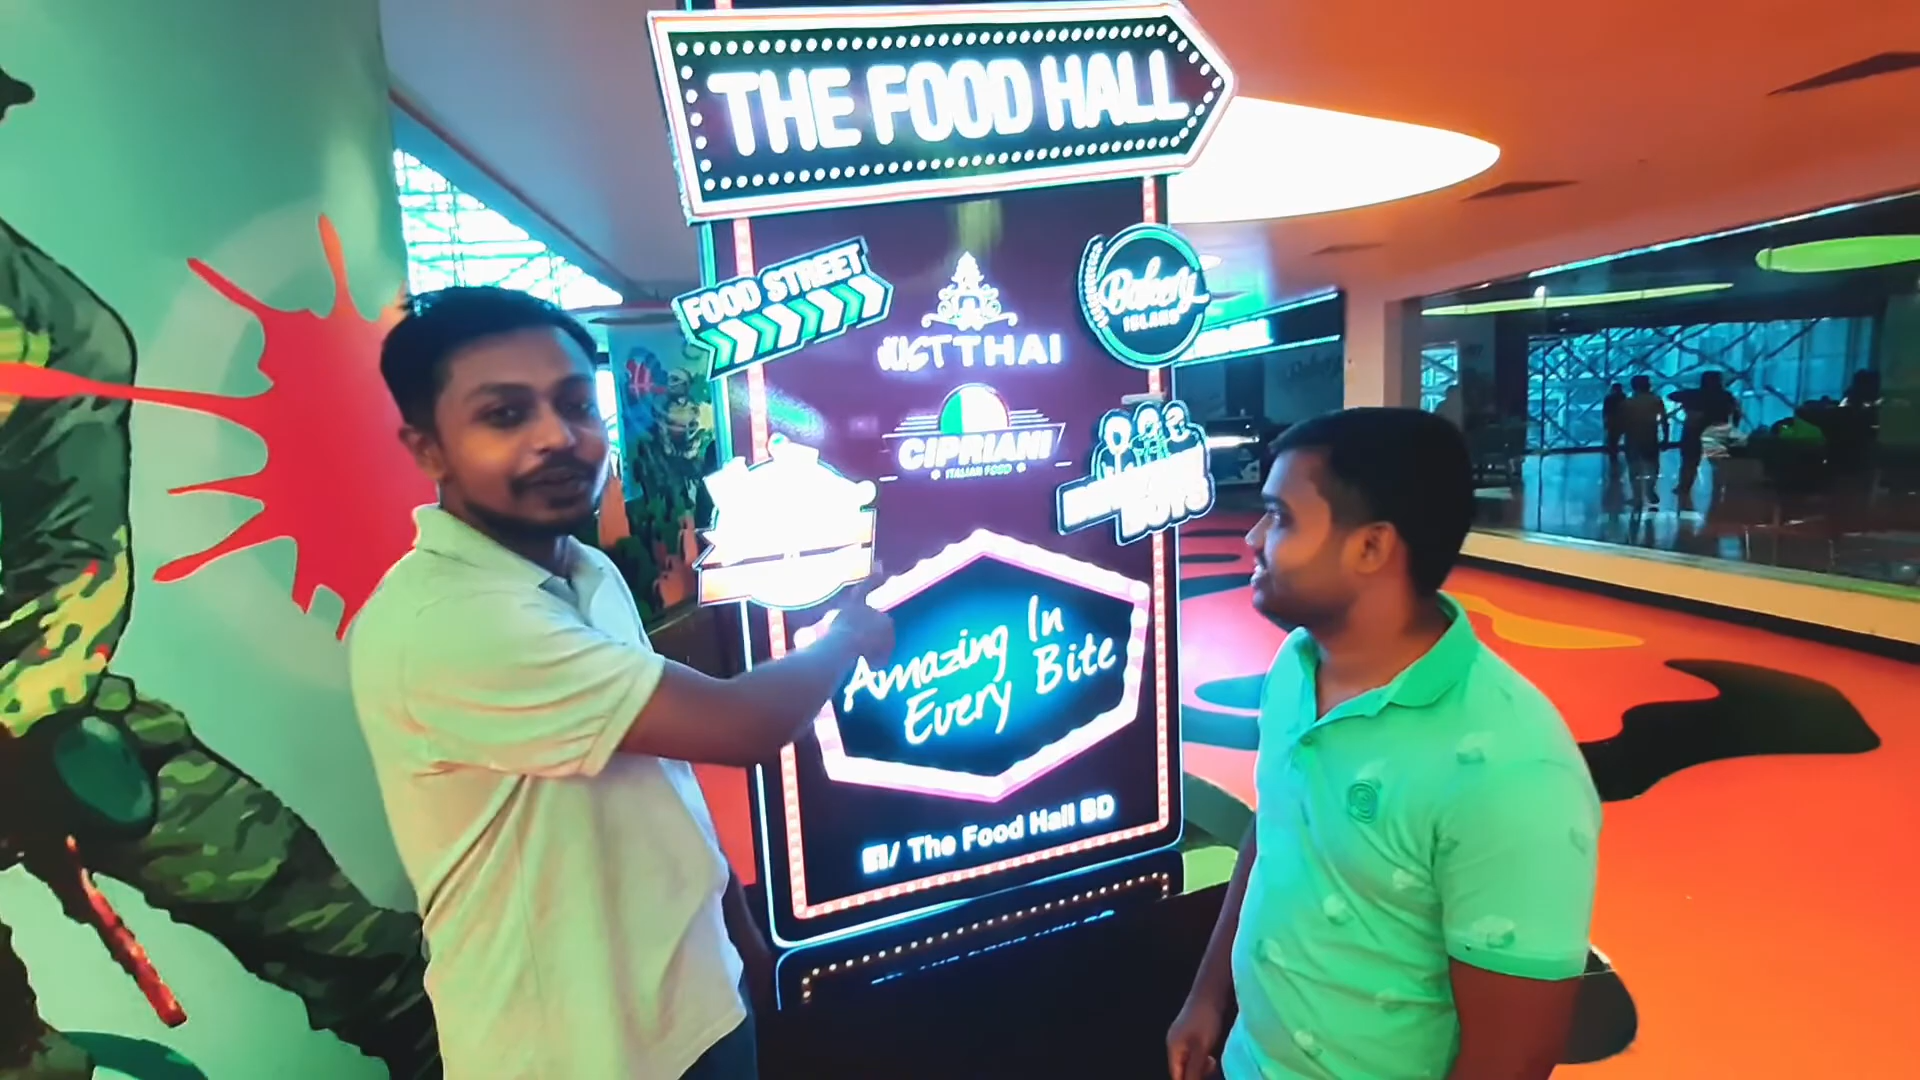 THE FOOD HALL
FOOD STREET
JUSTTHAI
Bakery
ISLAND
CIPRIANI
ITALIAN FOOD
BOYS
Amazing In
Every Bite
The Food Hall BD